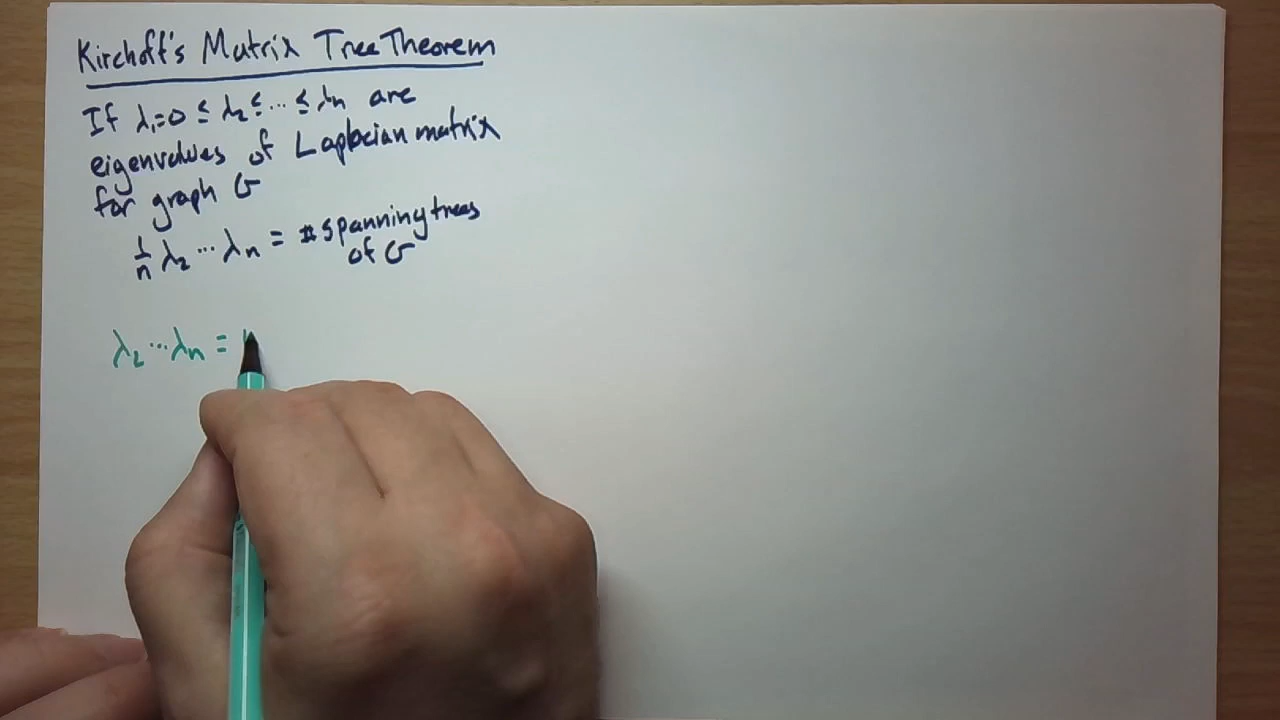 Kirchoff's Matrix Tree Theorem
If λ₁=0 ≤ λ₂ ≤ ... ≤ λn are
eigenvalues of Laplacian matrix
for graph G
1/n λ₂ ... λn = # spanning trees
of G
λ₂ ... λn =